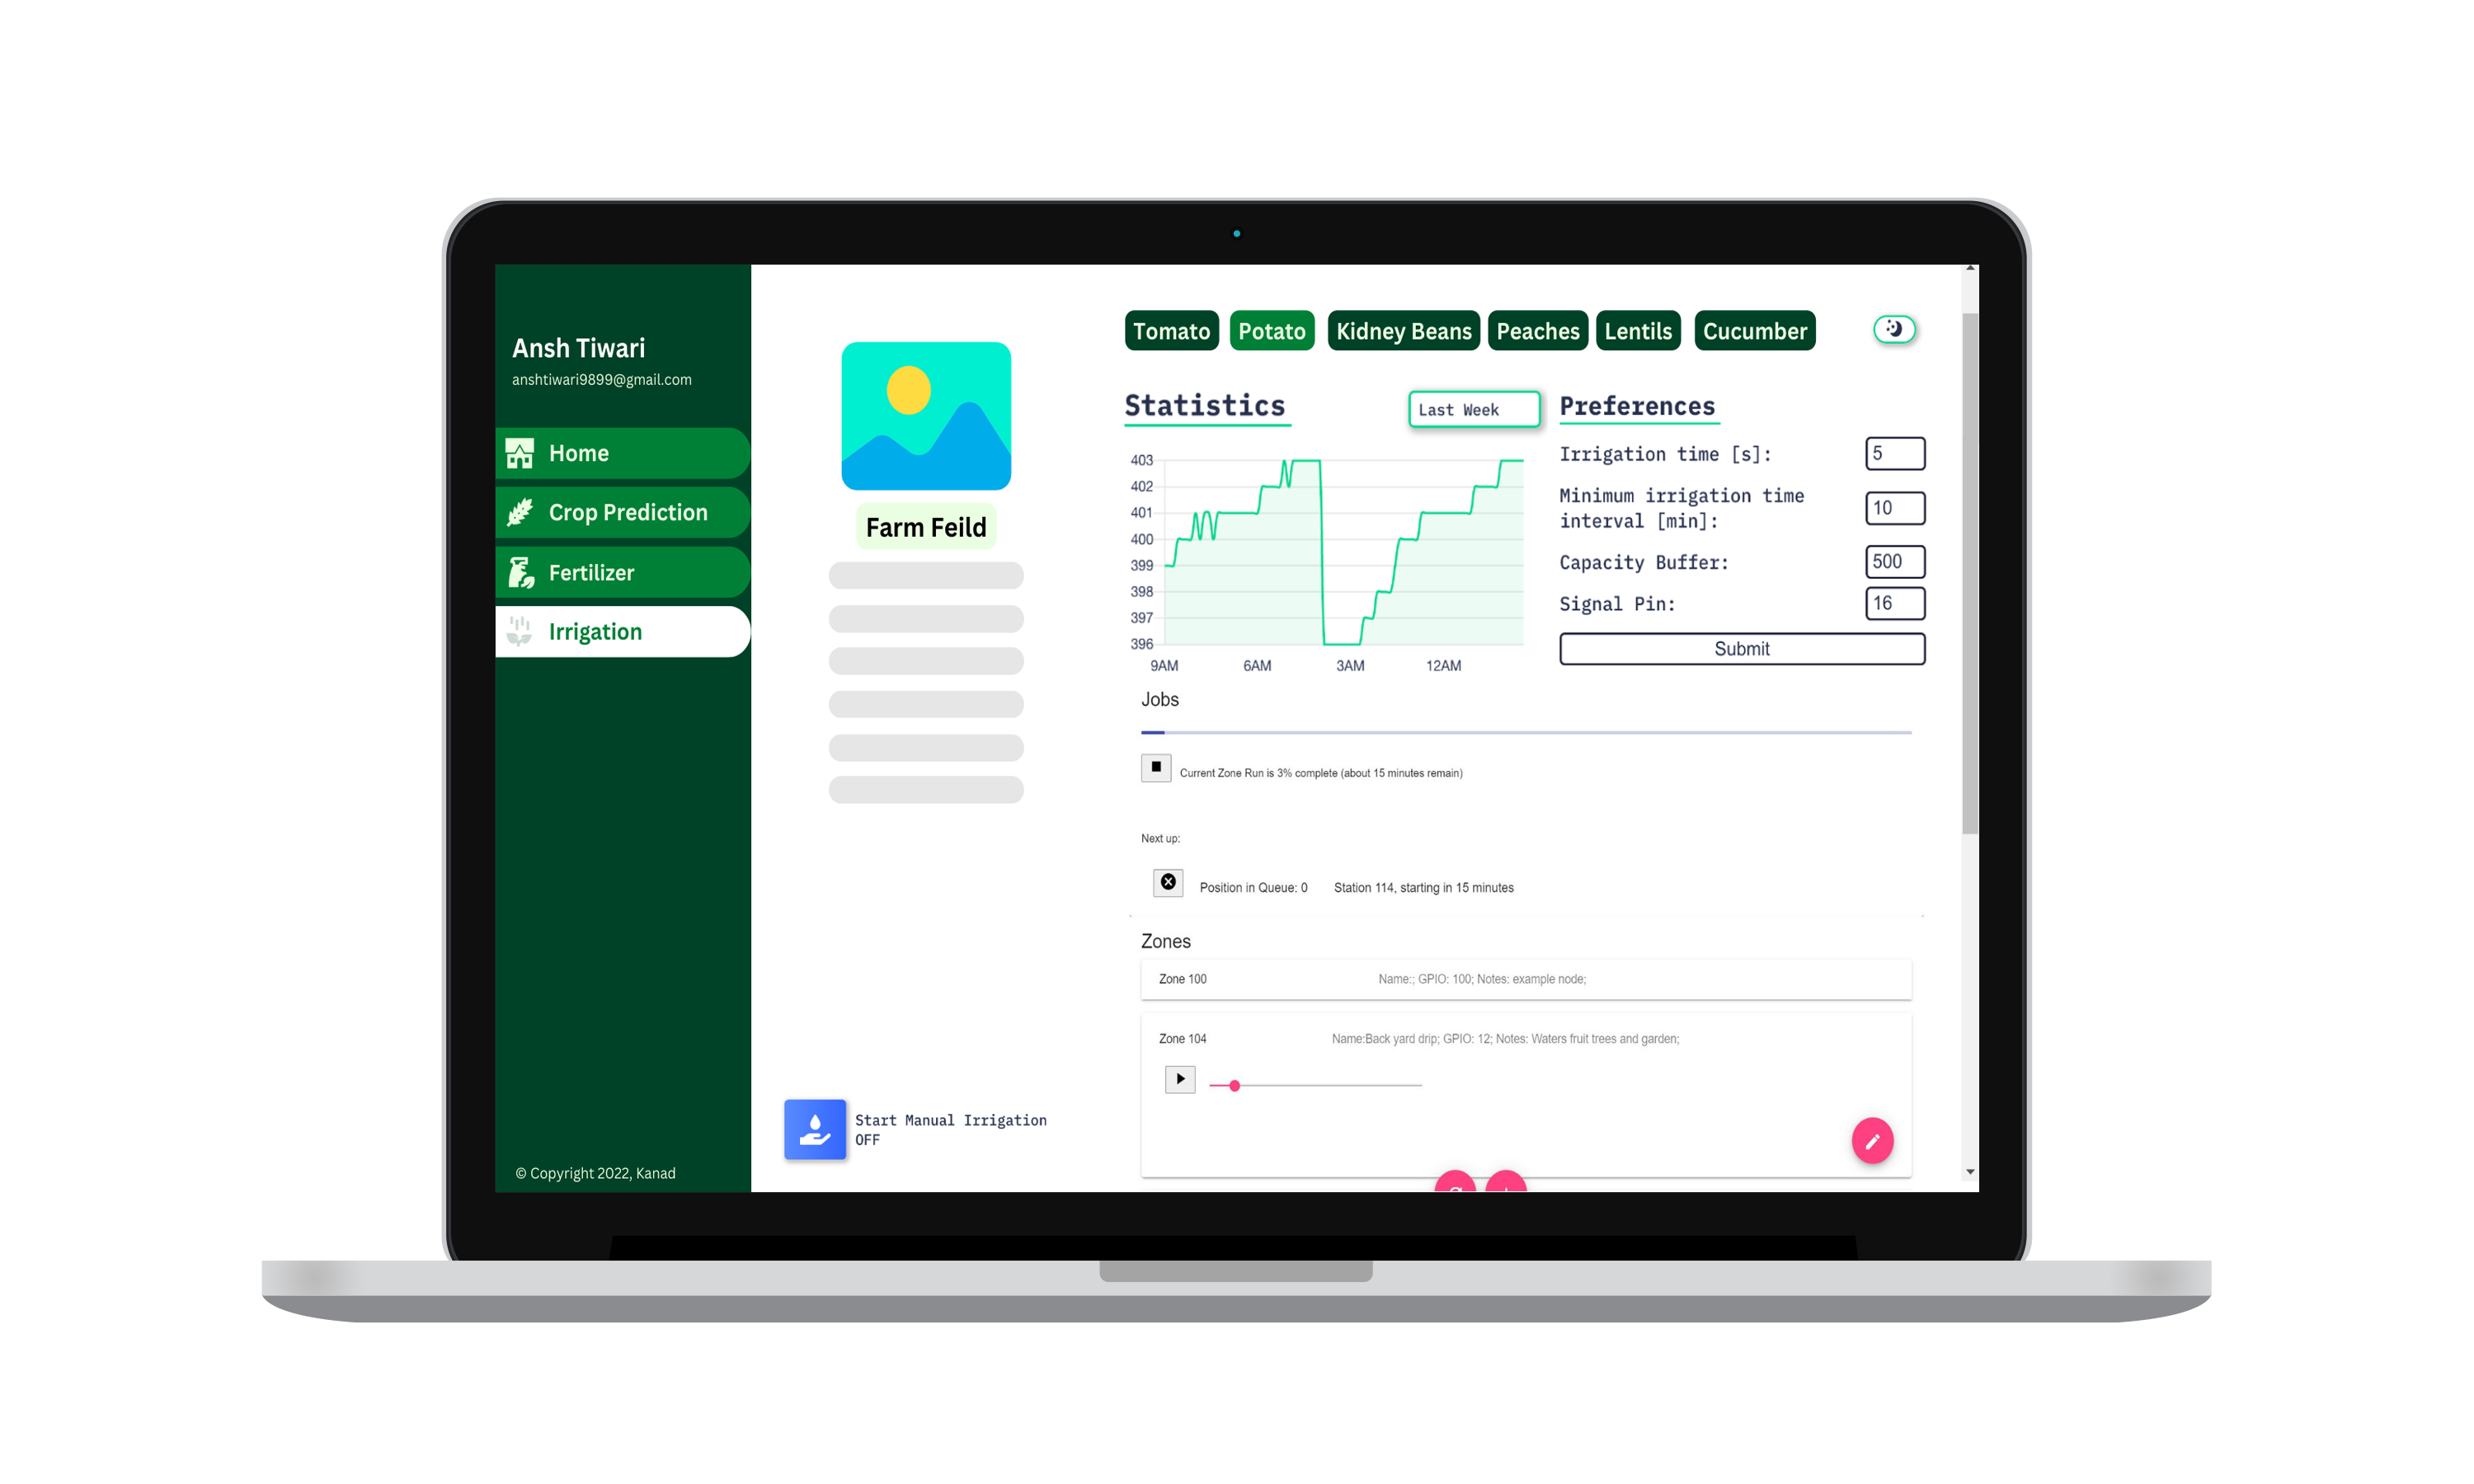 Ansh Tiwari
anshtiwari9899@gmail.com
Home
Crop Prediction
Fertilizer
Irrigation
© Copyright 2022, Kanad
Farm Feild
Start Manual Irrigation
OFF
Tomato
Potato
Kidney Beans
Peaches
Lentils
Cucumber
Statistics
Last Week
403
402
401
400
399
398
397
396
9AM
6AM
3AM
12AM
Preferences
Irrigation time [s]:
5
Minimum irrigation time
interval [min]:
10
Capacity Buffer:
500
Signal Pin:
16
Submit
Jobs
Current Zone Run is 3% complete (about 15 minutes remain)
Next up:
Position in Queue: 0
Station 114, starting in 15 minutes
Zones
Zone 100
Name:; GPIO: 100; Notes: example node;
Zone 104
Name:Back yard drip; GPIO: 12; Notes: Waters fruit trees and garden;